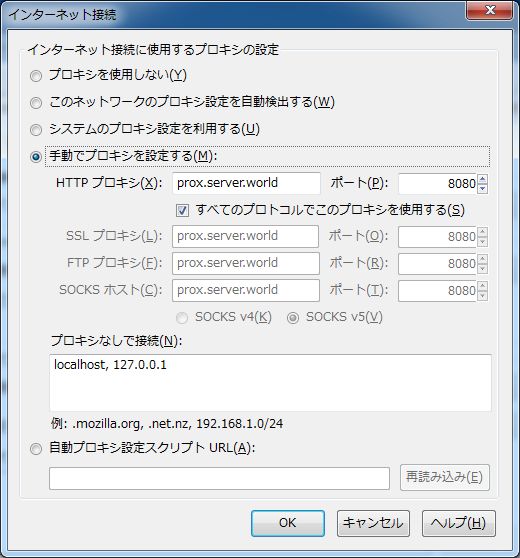 インターネット接続
インターネット接続に使用するプロキシの設定
プロキシを使用しない(Y)
このネットワークのプロキシ設定を自動検出する(W)
システムのプロキシ設定を利用する(U)
手動でプロキシを設定する(M):
HTTP プロキシ(X): prox.server.world ポート(P): 8080
すべてのプロトコルでこのプロキシを使用する(S)
SSL プロキシ(L): prox.server.world ポート(O): 8080
FTP プロキシ(F): prox.server.world ポート(R): 8080
SOCKS ホスト(C): prox.server.world ポート(T): 8080
SOCKS v4(K) SOCKS v5(V)
プロキシなしで接続(N):
localhost, 127.0.0.1
例: .mozilla.org, .net.nz, 192.168.1.0/24
自動プロキシ設定スクリプト URL(A):
再読み込み(E)
OK キャンセル ヘルプ(H)